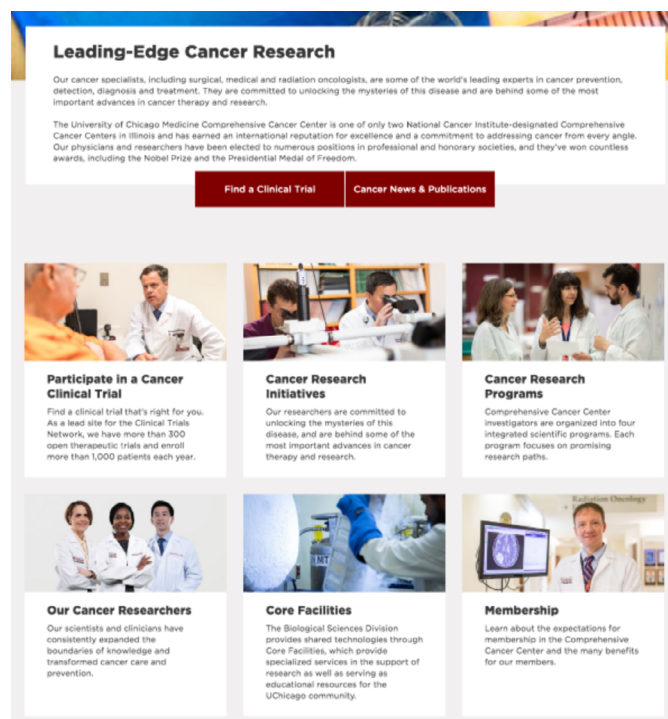 Leading-Edge Cancer Research
Our cancer specialists, including surgical, medical and radiation oncologists, are some of the world's leading experts in cancer prevention,
detection, diagnosis and treatment. They are committed to unlocking the mysteries of this disease and are behind some of the most
important advances in cancer therapy and research.
The University of Chicago Medicine Comprehensive Cancer Center is one of only two National Cancer Institute-designated Comprehensive
Cancer Centers in Illinois and has earned an international reputation for excellence and a commitment to addressing cancer from every angle.
Our physicians and researchers have been elected to numerous positions in professional and honorary societies, and they've won countless
awards, including the Nobel Prize and the Presidential Medal of Freedom.
Find a Clinical Trial
Cancer News & Publications
Participate in a Cancer
Clinical Trial
Find a clinical trial that's right for you.
As a lead site for the Clinical Trials
Network, we have more than 300
open therapeutic trials and enroll
more than 1,000 patients each year.
Cancer Research
Initiatives
Our researchers are committed to
unlocking the mysteries of this
disease, and are behind some of the
most important advances in cancer
therapy and research.
Cancer Research
Programs
Comprehensive Cancer Center
investigators are organized into four
integrated scientific programs. Each
program focuses on promising
research paths.
Our Cancer Researchers
Our scientists and clinicians have
consistently expanded the
boundaries of knowledge and
transformed cancer care and
prevention.
MT
Core Facilities
The Biological Sciences Division
provides shared technologies through
Core Facilities, which provide
specialized services in the support of
research as well as serving as
educational resources for the
UChicago community.
Radiation Oncology
Membership
Learn about the expectations for
membership in the Comprehensive
Cancer Center and the many benefits
for our members.